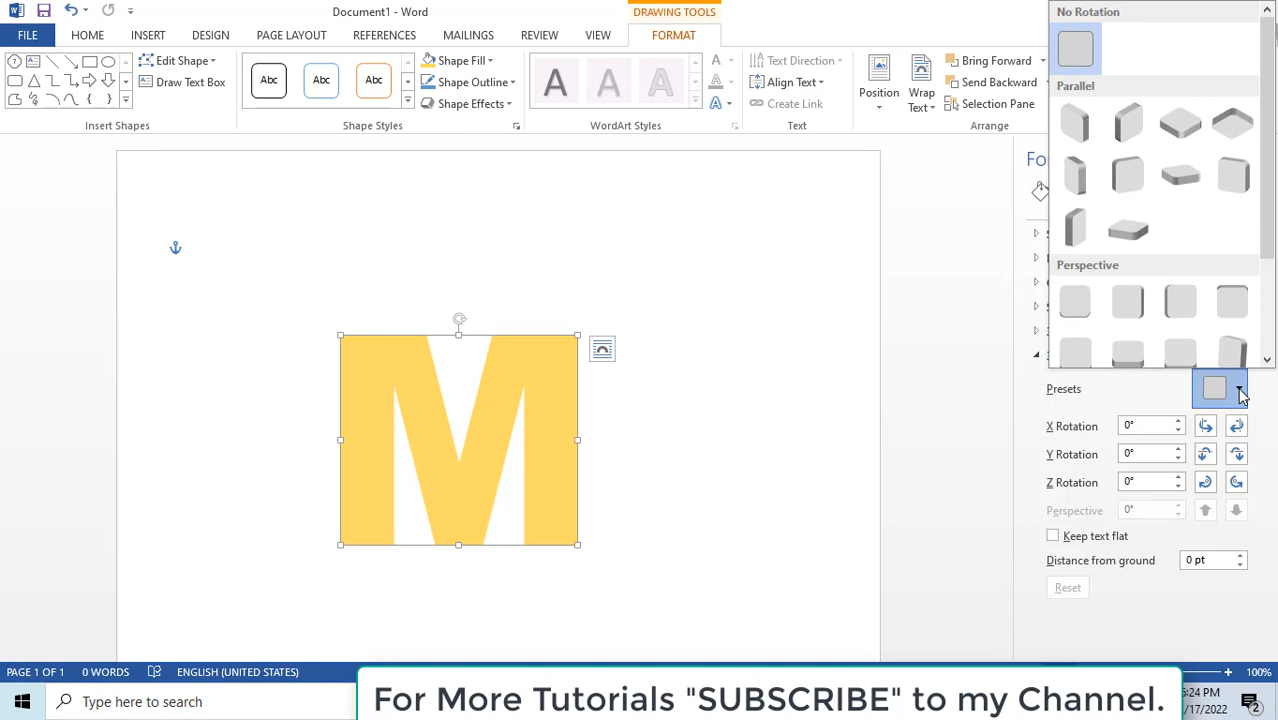 Document1 - Word
DRAWING TOOLS
FILE
HOME
INSERT
DESIGN
PAGE LAYOUT
REFERENCES
MAILINGS
REVIEW
VIEW
FORMAT
Edit Shape
Draw Text Box
Insert Shapes
Abc
Abc
Abc
Shape Fill
Shape Outline
Shape Effects
Shape Styles
A
A
A
WordArt Styles
Text Direction
Align Text
Create Link
Text
Position
Wrap
Text
Bring Forward
Send Backward
Selection Pane
Arrange
No Rotation
Parallel
Perspective
Presets
X Rotation
0°
Y Rotation
0°
Z Rotation
0°
Perspective
0°
Keep text flat
Distance from ground
0 pt
Reset
M
PAGE 1 OF 1
0 WORDS
ENGLISH (UNITED STATES)
100%
Type here to search
For More Tutorials "SUBSCRIBE" to my Channel.
2